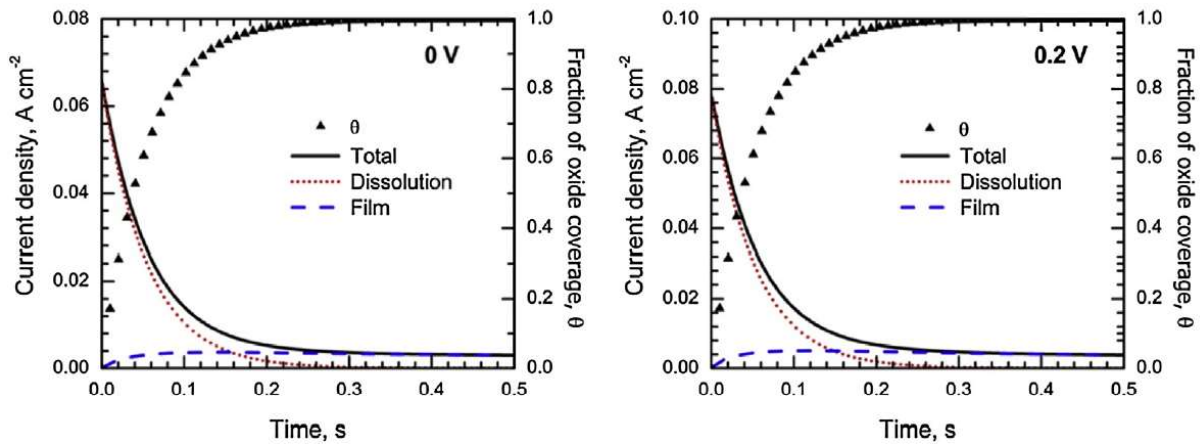 0.08
0.06
0.04
0.02
0.00
Current density, A cm⁻²
0 V
θ
Total
Dissolution
Film
1.0
0.8
0.6
0.4
0.2
0.0
Fraction of oxide coverage, θ
0.0 0.1 0.2 0.3 0.4 0.5
Time, s
0.10
0.08
0.06
0.04
0.02
0.00
Current density, A cm⁻²
0.2 V
θ
Total
Dissolution
Film
1.0
0.8
0.6
0.4
0.2
0.0
Fraction of oxide coverage, θ
0.0 0.1 0.2 0.3 0.4 0.5
Time, s